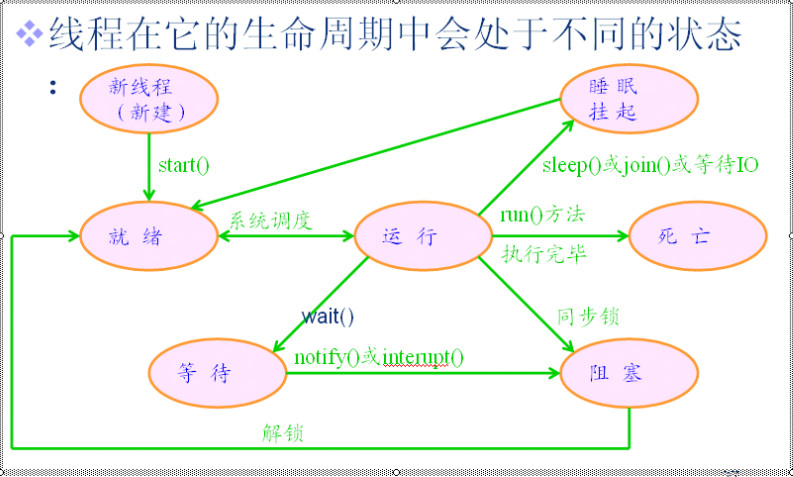 线程在它的生命周期中会处于不同的状态
：
新线程
（新建）
睡 眠
挂 起
start()
sleep()或join()或等待IO
系统调度
run()方法
就 绪
运 行
死 亡
执行完毕
wait()
同步锁
notify()或interupt()
等 待
阻 塞
解锁